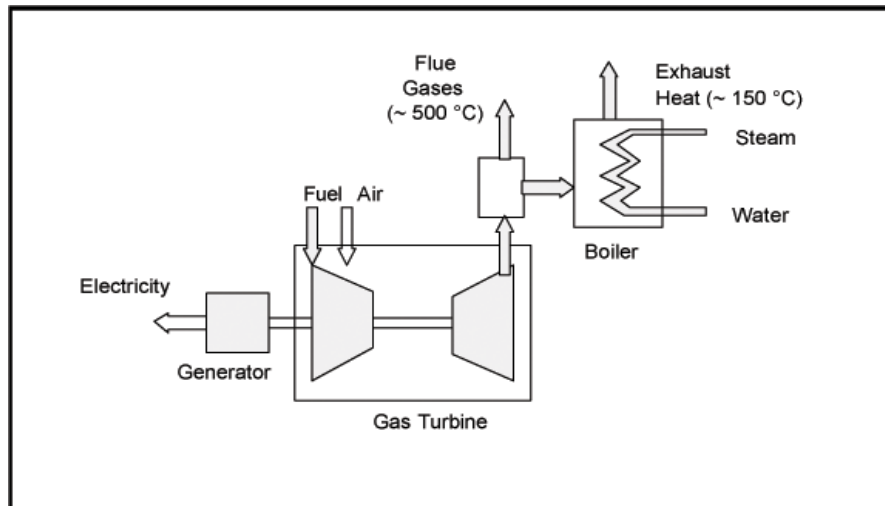 Flue
Gases
(~ 500 °C)
Exhaust
Heat (~ 150 °C)
Steam
Water
Boiler
Fuel Air
Electricity
Generator
Gas Turbine